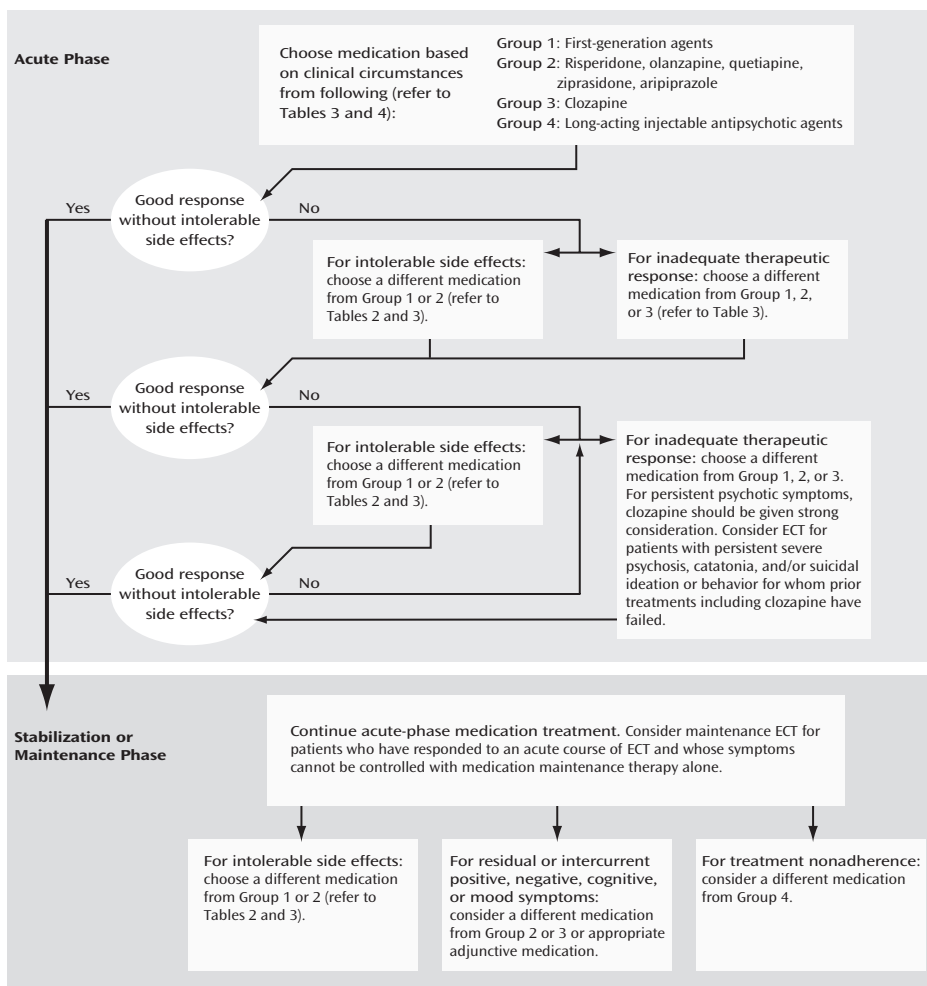 Acute Phase
Choose medication based
on clinical circumstances
from following (refer to
Tables 3 and 4):
Group 1: First-generation agents
Group 2: Risperidone, olanzapine, quetiapine,
ziprasidone, aripiprazole
Group 3: Clozapine
Group 4: Long-acting injectable antipsychotic agents
Yes
Good response
without intolerable
side effects?
No
For intolerable side effects:
choose a different medication
from Group 1 or 2 (refer to
Tables 2 and 3).
For inadequate therapeutic
response: choose a different
medication from Group 1, 2,
or 3 (refer to Table 3).
Yes
Good response
without intolerable
side effects?
No
For intolerable side effects:
choose a different medication
from Group 1 or 2 (refer to
Tables 2 and 3).
For inadequate therapeutic
response: choose a different
medication from Group 1, 2, or 3.
For persistent psychotic symptoms,
clozapine should be given strong
consideration. Consider ECT for
patients with persistent severe
psychosis, catatonia, and/or suicidal
ideation or behavior for whom prior
treatments including clozapine have
failed.
Yes
Good response
without intolerable
side effects?
No
Stabilization or
Maintenance Phase
Continue acute-phase medication treatment. Consider maintenance ECT for
patients who have responded to an acute course of ECT and whose symptoms
cannot be controlled with medication maintenance therapy alone.
For intolerable side effects:
choose a different medication
from Group 1 or 2 (refer to
Tables 2 and 3).
For residual or intercurrent
positive, negative, cognitive,
or mood symptoms:
consider a different medication
from Group 2 or 3 or appropriate
adjunctive medication.
For treatment nonadherence:
consider a different medication
from Group 4.